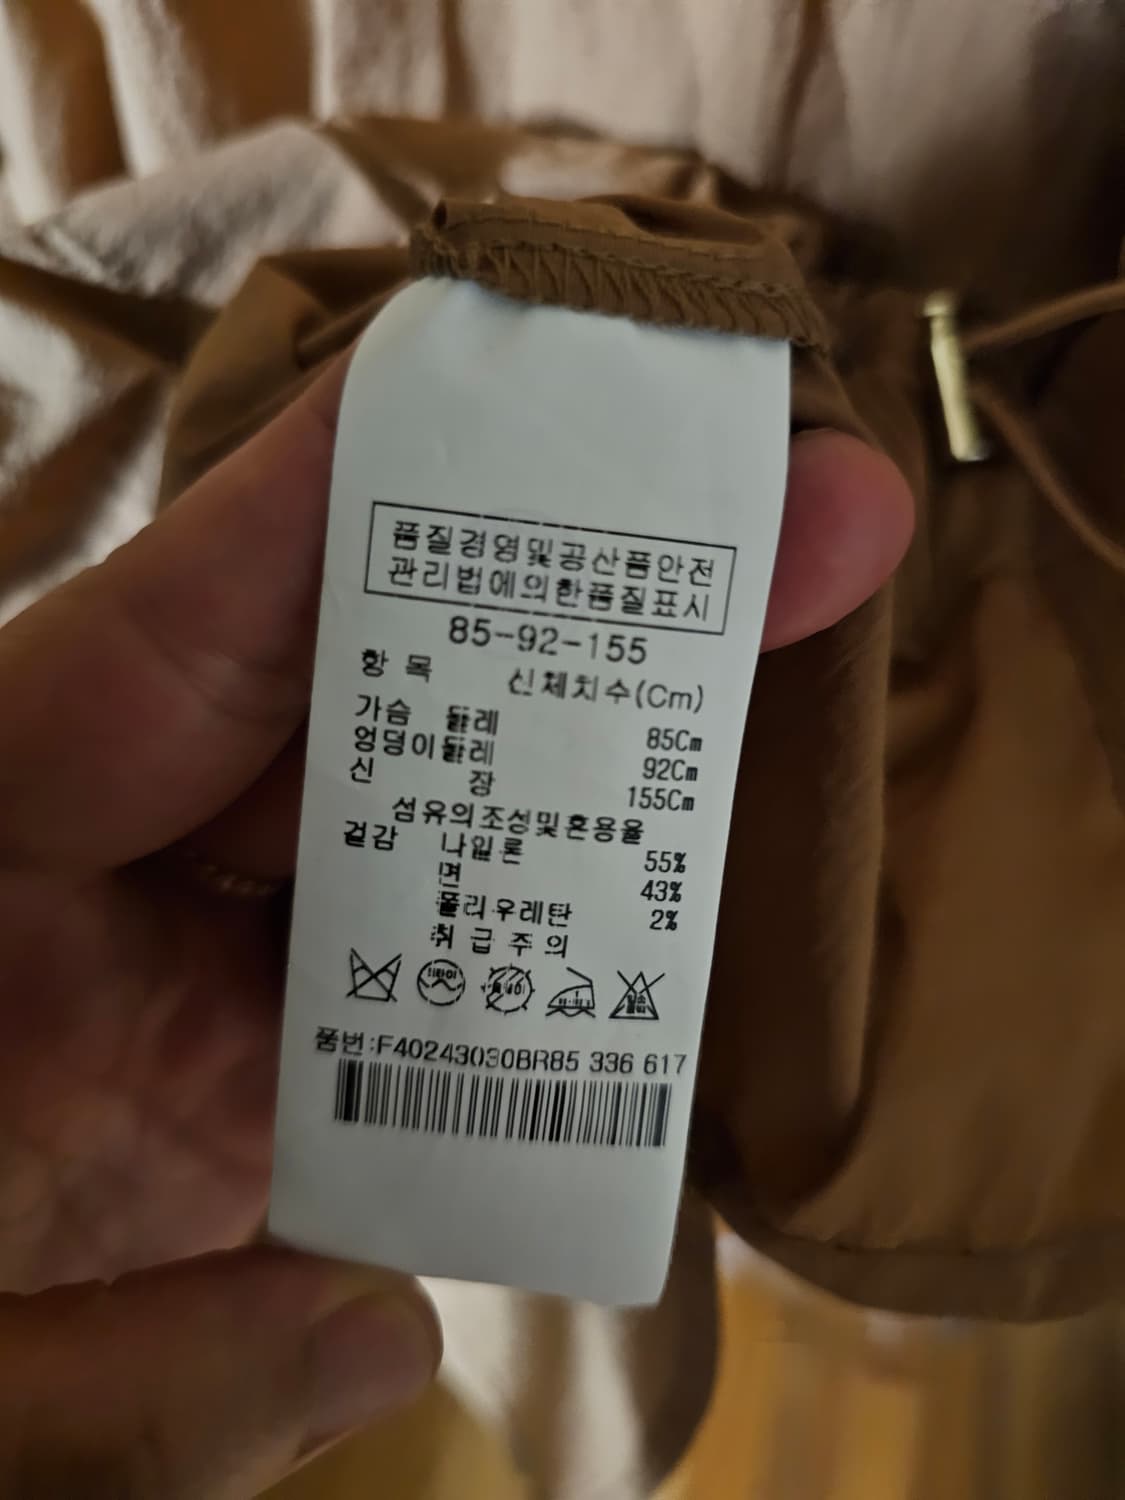 품질경영및공산품안전
관리법에의한품질표시
85-92-155
항 목 신체치수(Cm)
가슴 둘레 85Cm
엉덩이둘레 92Cm
신 장 155Cm
섬유의조성및혼용율
겉감 나일론 55%
면 43%
폴리우레탄 2%
취급주의
드라이
품번:F40243030BR85 336 617